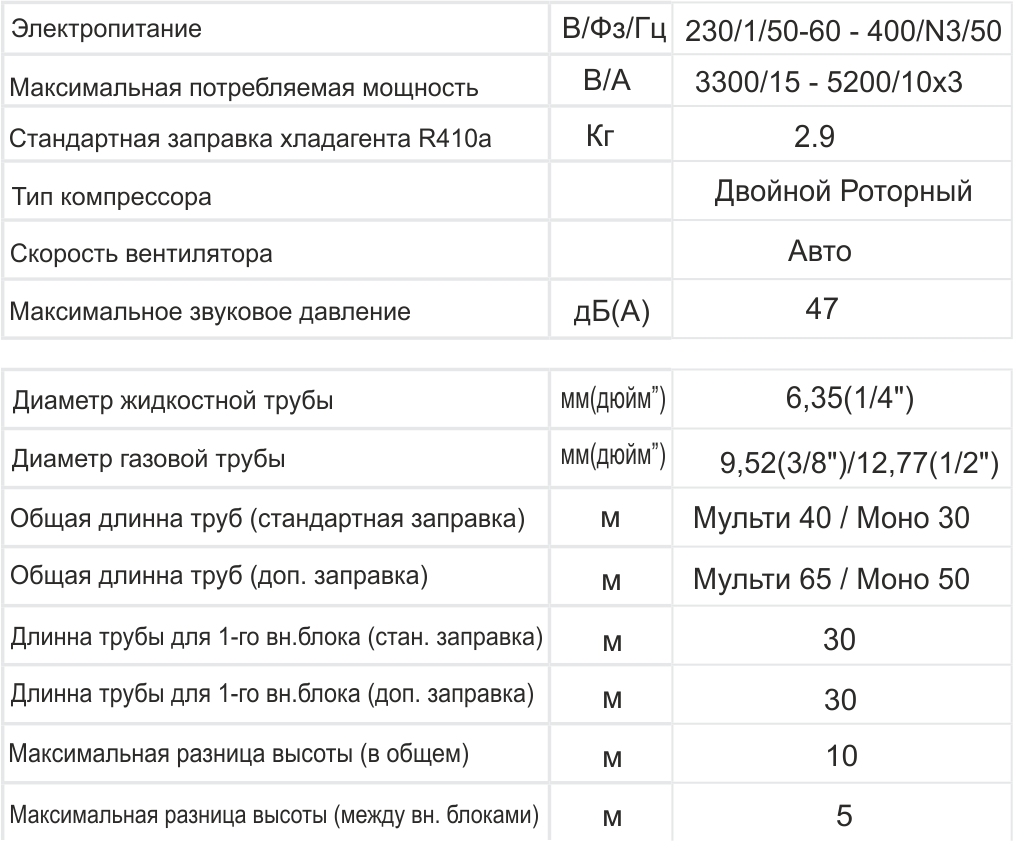 Электропитание В/Фз/Гц 230/1/50-60 - 400/N3/50
Максимальная потребляемая мощность В/А 3300/15 - 5200/10x3
Стандартная заправка хладагента R410a Кг 2.9
Тип компрессора Двойной Роторный
Скорость вентилятора Авто
Максимальное звуковое давление дБ(А) 47
Диаметр жидкостной трубы мм(дюйм”) 6,35(1/4")
Диаметр газовой трубы мм(дюйм”) 9,52(3/8")/12,77(1/2")
Общая длинна труб (стандартная заправка) м Мульти 40 / Моно 30
Общая длинна труб (доп. заправка) м Мульти 65 / Моно 50
Длинна трубы для 1-го вн.блока (стан. заправка) м 30
Длинна трубы для 1-го вн.блока (доп. заправка) м 30
Максимальная разница высоты (в общем) м 10
Максимальная разница высоты (между вн. блоками) м 5